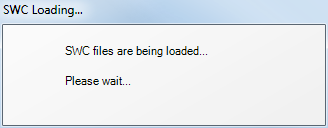 SWC Loading...
SWC files are being loaded...
Please wait...